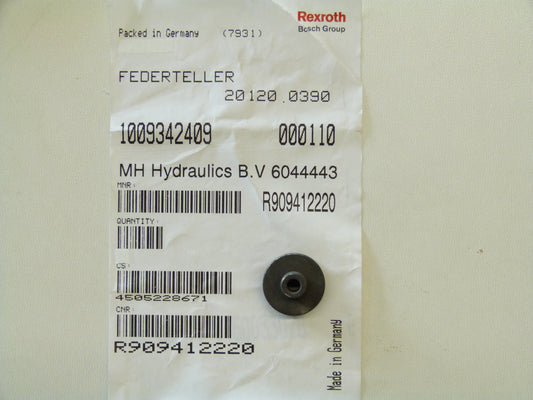 Rexroth
Bosch Group
Packed in Germany (7931)
FEDERTELLER
20120.0390
1009342409 000110
MH Hydraulics B.V 6044443
MNR:
R909412220
QUANTITY:
CS:
4505228671
CNR:
R909412220
Made in Germany